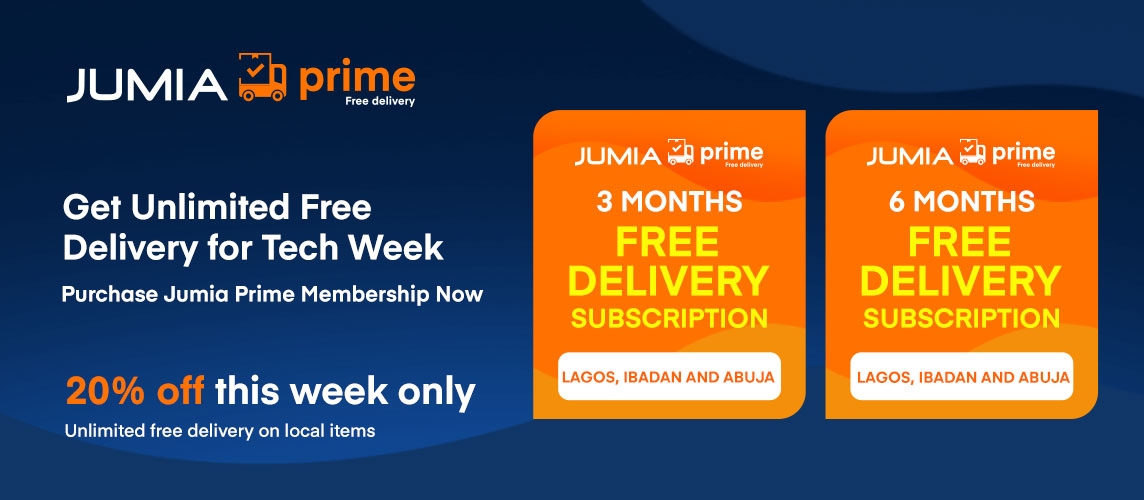 JUMIA prime
Free delivery
Get Unlimited Free
Delivery for Tech Week
Purchase Jumia Prime Membership Now
20% off this week only
Unlimited free delivery on local items
JUMIA prime
Free delivery
3 MONTHS
FREE
DELIVERY
SUBSCRIPTION
LAGOS, IBADAN AND ABUJA
JUMIA prime
Free delivery
6 MONTHS
FREE
DELIVERY
SUBSCRIPTION
LAGOS, IBADAN AND ABUJA